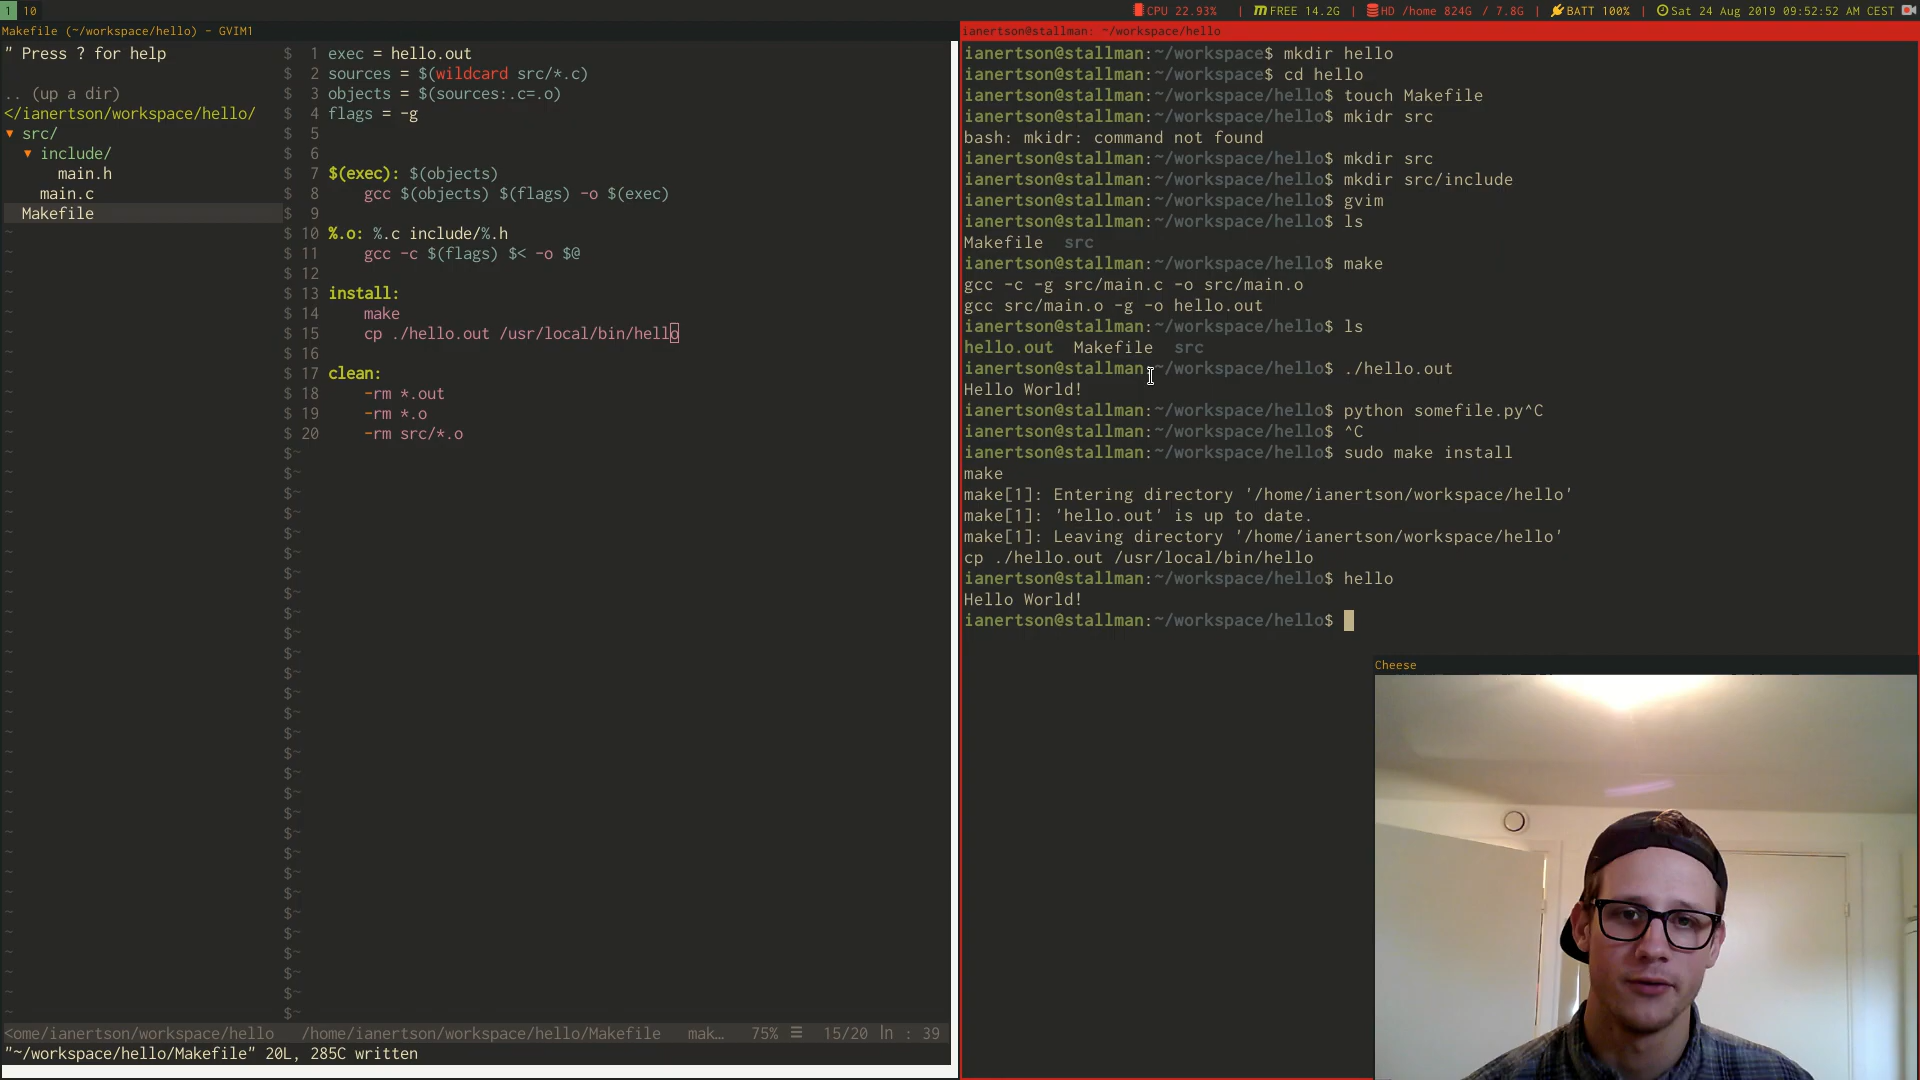 1 10
CPU 22.93% | FREE 14.2G | HD /home 824G / 7.8G | BATT 100% | Sat 24 Aug 2019 09:52:52 AM CEST
Makefile (~/workspace/hello) - GVIM1
" Press ? for help
.. (up a dir)
</ianertson/workspace/hello/
▾ src/
▾ include/
main.h
main.c
Makefile
$ 1 exec = hello.out
$ 2 sources = $(wildcard src/*.c)
$ 3 objects = $(sources:.c=.o)
$ 4 flags = -g
$ 5
$ 6
$ 7 $(exec): $(objects)
$ 8 gcc $(objects) $(flags) -o $(exec)
$ 9
$ 10 %.o: %.c include/%.h
$ 11 gcc -c $(flags) $< -o $@
$ 12
$ 13 install:
$ 14 make
$ 15 cp ./hello.out /usr/local/bin/hello
$ 16
$ 17 clean:
$ 18 -rm *.out
$ 19 -rm *.o
$ 20 -rm src/*.o
<ome/ianertson/workspace/hello /home/ianertson/workspace/hello/Makefile mak… 75% ☰ 15/20 ln : 39
"~/workspace/hello/Makefile" 20L, 285C written
ianertson@stallman: ~/workspace/hello
ianertson@stallman:~/workspace$ mkdir hello
ianertson@stallman:~/workspace$ cd hello
ianertson@stallman:~/workspace/hello$ touch Makefile
ianertson@stallman:~/workspace/hello$ mkidr src
bash: mkidr: command not found
ianertson@stallman:~/workspace/hello$ mkdir src
ianertson@stallman:~/workspace/hello$ mkdir src/include
ianertson@stallman:~/workspace/hello$ gvim
ianertson@stallman:~/workspace/hello$ ls
Makefile src
ianertson@stallman:~/workspace/hello$ make
gcc -c -g src/main.c -o src/main.o
gcc src/main.o -g -o hello.out
ianertson@stallman:~/workspace/hello$ ls
hello.out Makefile src
ianertson@stallman:~/workspace/hello$ ./hello.out
Hello World!
ianertson@stallman:~/workspace/hello$ python somefile.py^C
ianertson@stallman:~/workspace/hello$ ^C
ianertson@stallman:~/workspace/hello$ sudo make install
make
make[1]: Entering directory '/home/ianertson/workspace/hello'
make[1]: 'hello.out' is up to date.
make[1]: Leaving directory '/home/ianertson/workspace/hello'
cp ./hello.out /usr/local/bin/hello
ianertson@stallman:~/workspace/hello$ hello
Hello World!
ianertson@stallman:~/workspace/hello$
Cheese